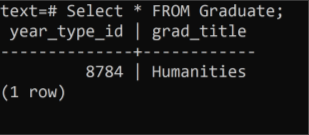 text=# Select * FROM Graduate;
year_type_id | grad_title
--------------+------------
8784 | Humanities
(1 row)